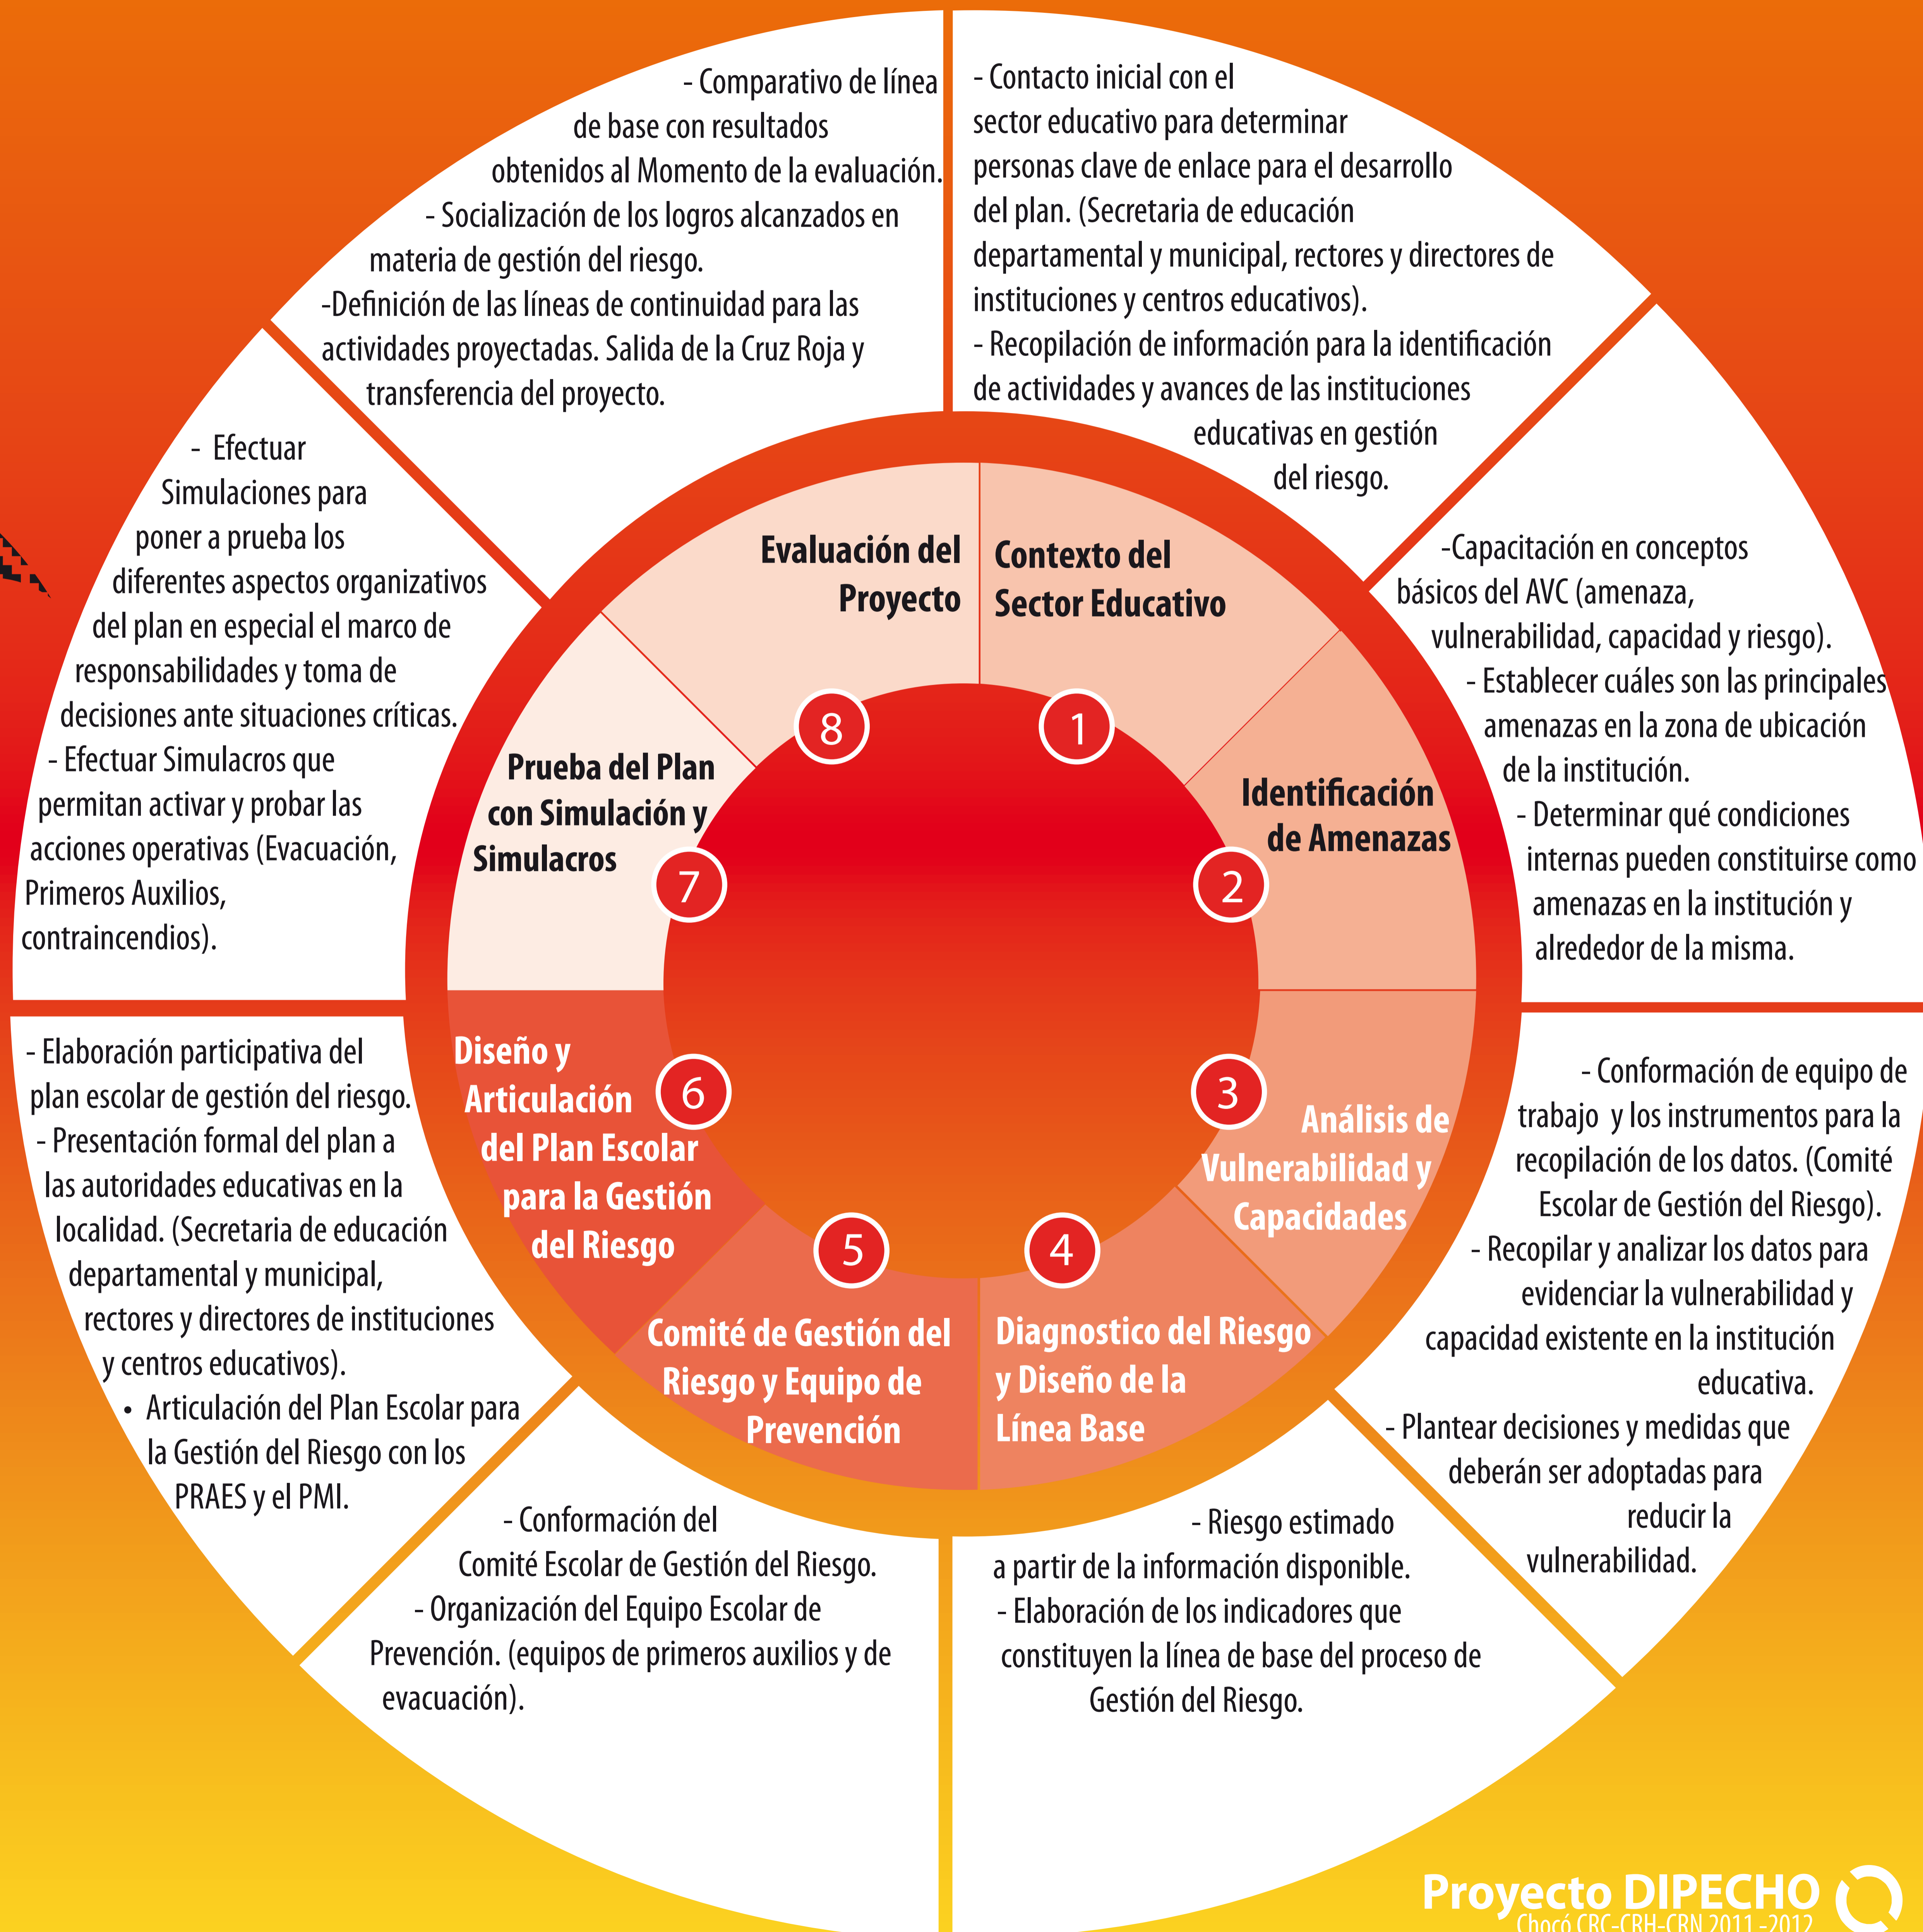 - Contacto inicial con el
sector educativo para determinar
personas clave de enlace para el desarrollo
del plan. (Secretaria de educación
departamental y municipal, rectores y directores de
instituciones y centros educativos).
- Recopilación de información para la identificación
de actividades y avances de las instituciones
educativas en gestión
del riesgo.
Contexto del
Sector Educativo
1
-Capacitación en conceptos
básicos del AVC (amenaza,
vulnerabilidad, capacidad y riesgo).
- Establecer cuáles son las principales
amenazas en la zona de ubicación
de la institución.
- Determinar qué condiciones
internas pueden constituirse como
amenazas en la institución y
alrededor de la misma.
Identificación
de Amenazas
2
- Conformación de equipo de
trabajo y los instrumentos para la
recopilación de los datos. (Comité
Escolar de Gestión del Riesgo).
- Recopilar y analizar los datos para
evidenciar la vulnerabilidad y
capacidad existente en la institución
educativa.
- Plantear decisiones y medidas que
deberán ser adoptadas para
reducir la
vulnerabilidad.
3
Análisis de
Vulnerabilidad y
Capacidades
4
Diagnostico del Riesgo
y Diseño de la
Línea Base
- Riesgo estimado
a partir de la información disponible.
- Elaboración de los indicadores que
constituyen la línea de base del proceso de
Gestión del Riesgo.
5
Comité de Gestión del
Riesgo y Equipo de
Prevención
- Conformación del
Comité Escolar de Gestión del Riesgo.
- Organización del Equipo Escolar de
Prevención. (equipos de primeros auxilios y de
evacuación).
6
Diseño y
Articulación
del Plan Escolar
para la Gestión
del Riesgo
- Elaboración participativa del
plan escolar de gestión del riesgo.
- Presentación formal del plan a
las autoridades educativas en la
localidad. (Secretaria de educación
departamental y municipal,
rectores y directores de instituciones
y centros educativos).
• Articulación del Plan Escolar para
la Gestión del Riesgo con los
PRAES y el PMI.
Prueba del Plan
con Simulación y
Simulacros
7
- Efectuar
Simulaciones para
poner a prueba los
diferentes aspectos organizativos
del plan en especial el marco de
responsabilidades y toma de
decisiones ante situaciones críticas.
- Efectuar Simulacros que
permitan activar y probar las
acciones operativas (Evacuación,
Primeros Auxilios,
contraincendios).
Evaluación del
Proyecto
8
- Comparativo de línea
de base con resultados
obtenidos al Momento de la evaluación.
- Socialización de los logros alcanzados en
materia de gestión del riesgo.
-Definición de las líneas de continuidad para las
actividades proyectadas. Salida de la Cruz Roja y
transferencia del proyecto.
Proyecto DIPECHO
Chocó CRC-CRH-CRN 2011 -2012